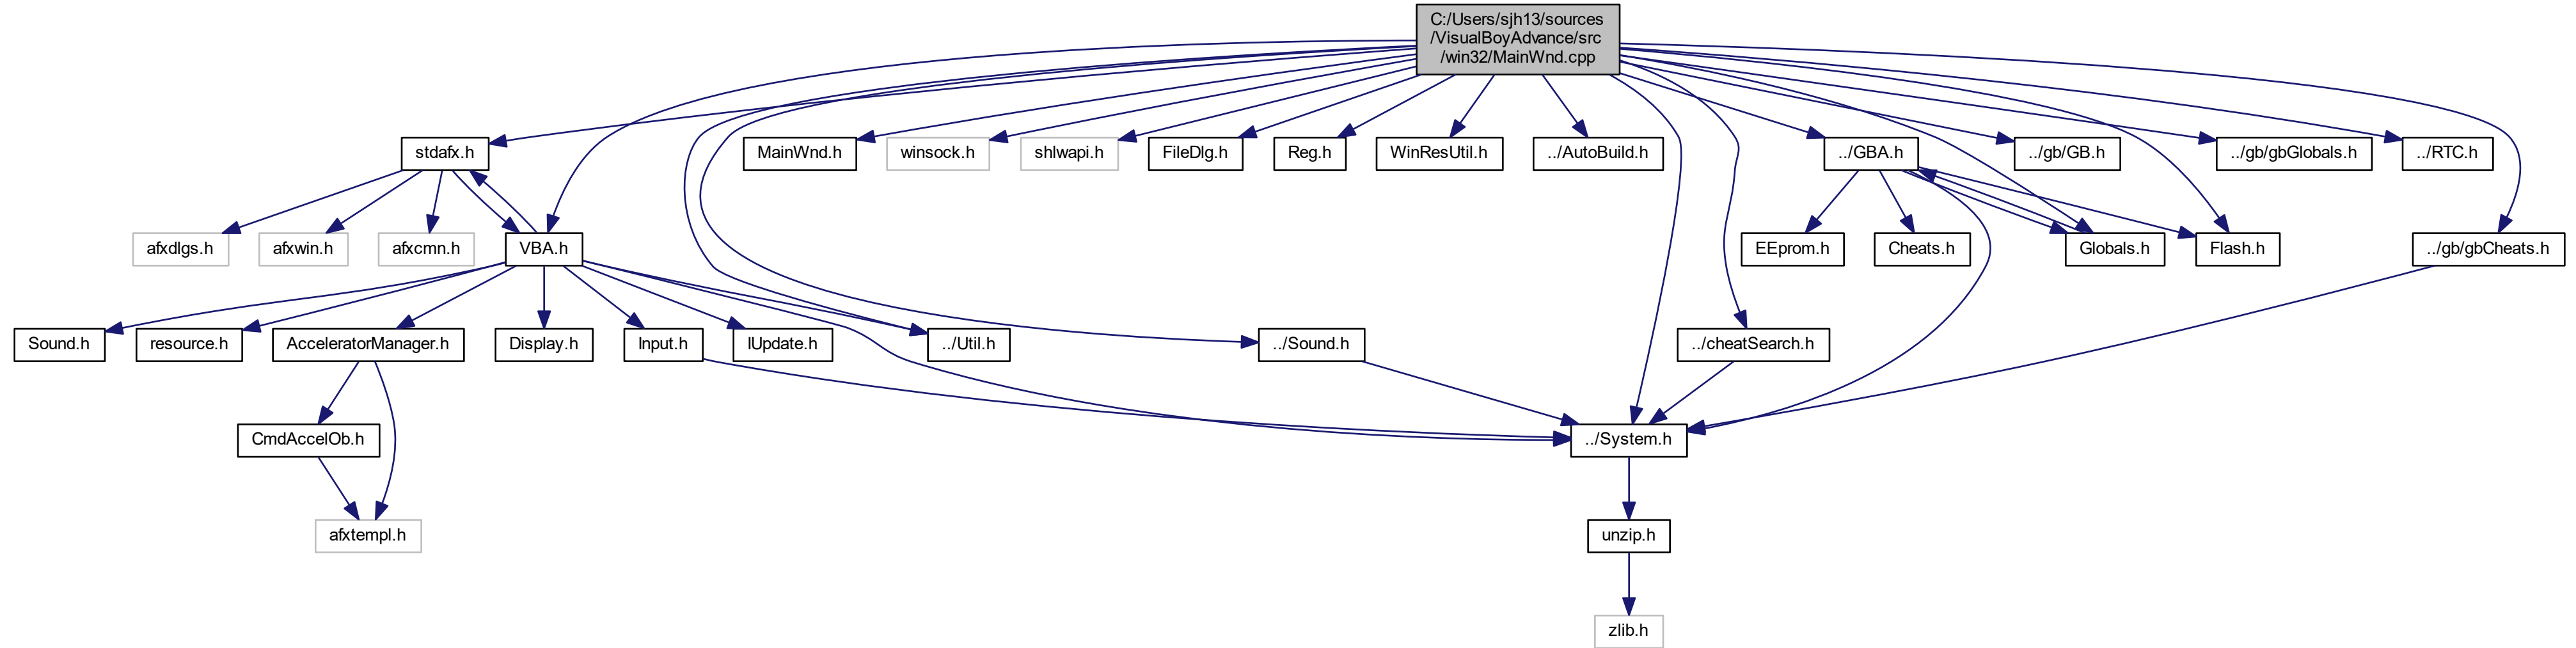 C:/Users/sjh13/sources
/VisualBoyAdvance/src
/win32/MainWnd.cpp
stdafx.h
MainWnd.h
winsock.h
shlwapi.h
FileDlg.h
Reg.h
WinResUtil.h
../AutoBuild.h
../GBA.h
../gb/GB.h
../gb/gbGlobals.h
../RTC.h
afxdlgs.h
afxwin.h
afxcmn.h
VBA.h
EEprom.h
Cheats.h
Globals.h
Flash.h
../gb/gbCheats.h
Sound.h
resource.h
AcceleratorManager.h
Display.h
Input.h
IUpdate.h
../Util.h
../Sound.h
../cheatSearch.h
CmdAccelOb.h
../System.h
afxtempl.h
unzip.h
zlib.h